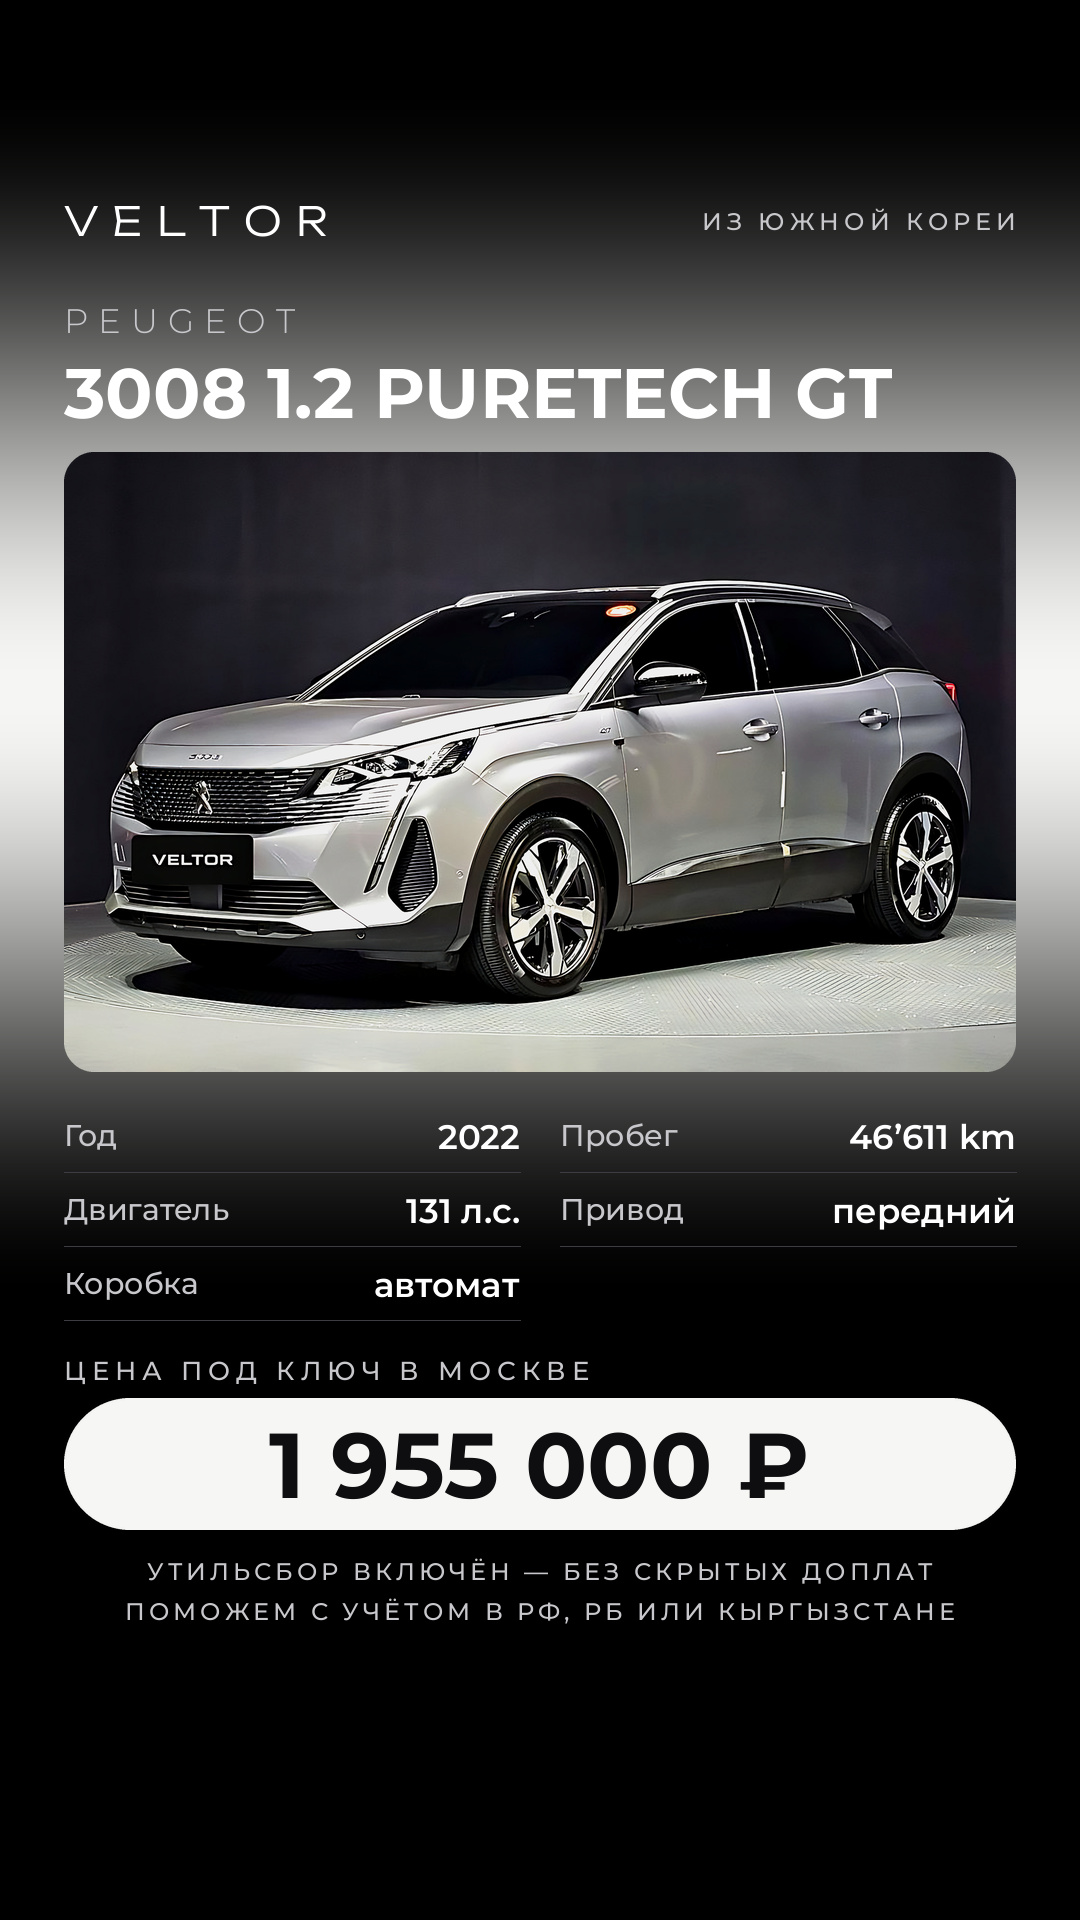 VELTOR
ИЗ ЮЖНОЙ КОРЕИ
PEUGEOT
3008 1.2 PURETECH GT
3008
GT
VELTOR
Год 2022
Пробег 46’611 km
Двигатель 131 л.с.
Привод передний
Коробка автомат
ЦЕНА ПОД КЛЮЧ В МОСКВЕ
1 955 000 ₽
УТИЛЬСБОР ВКЛЮЧЁН — БЕЗ СКРЫТЫХ ДОПЛАТ
ПОМОЖЕМ С УЧЁТОМ В РФ, РБ ИЛИ КЫРГЫЗСТАНЕ